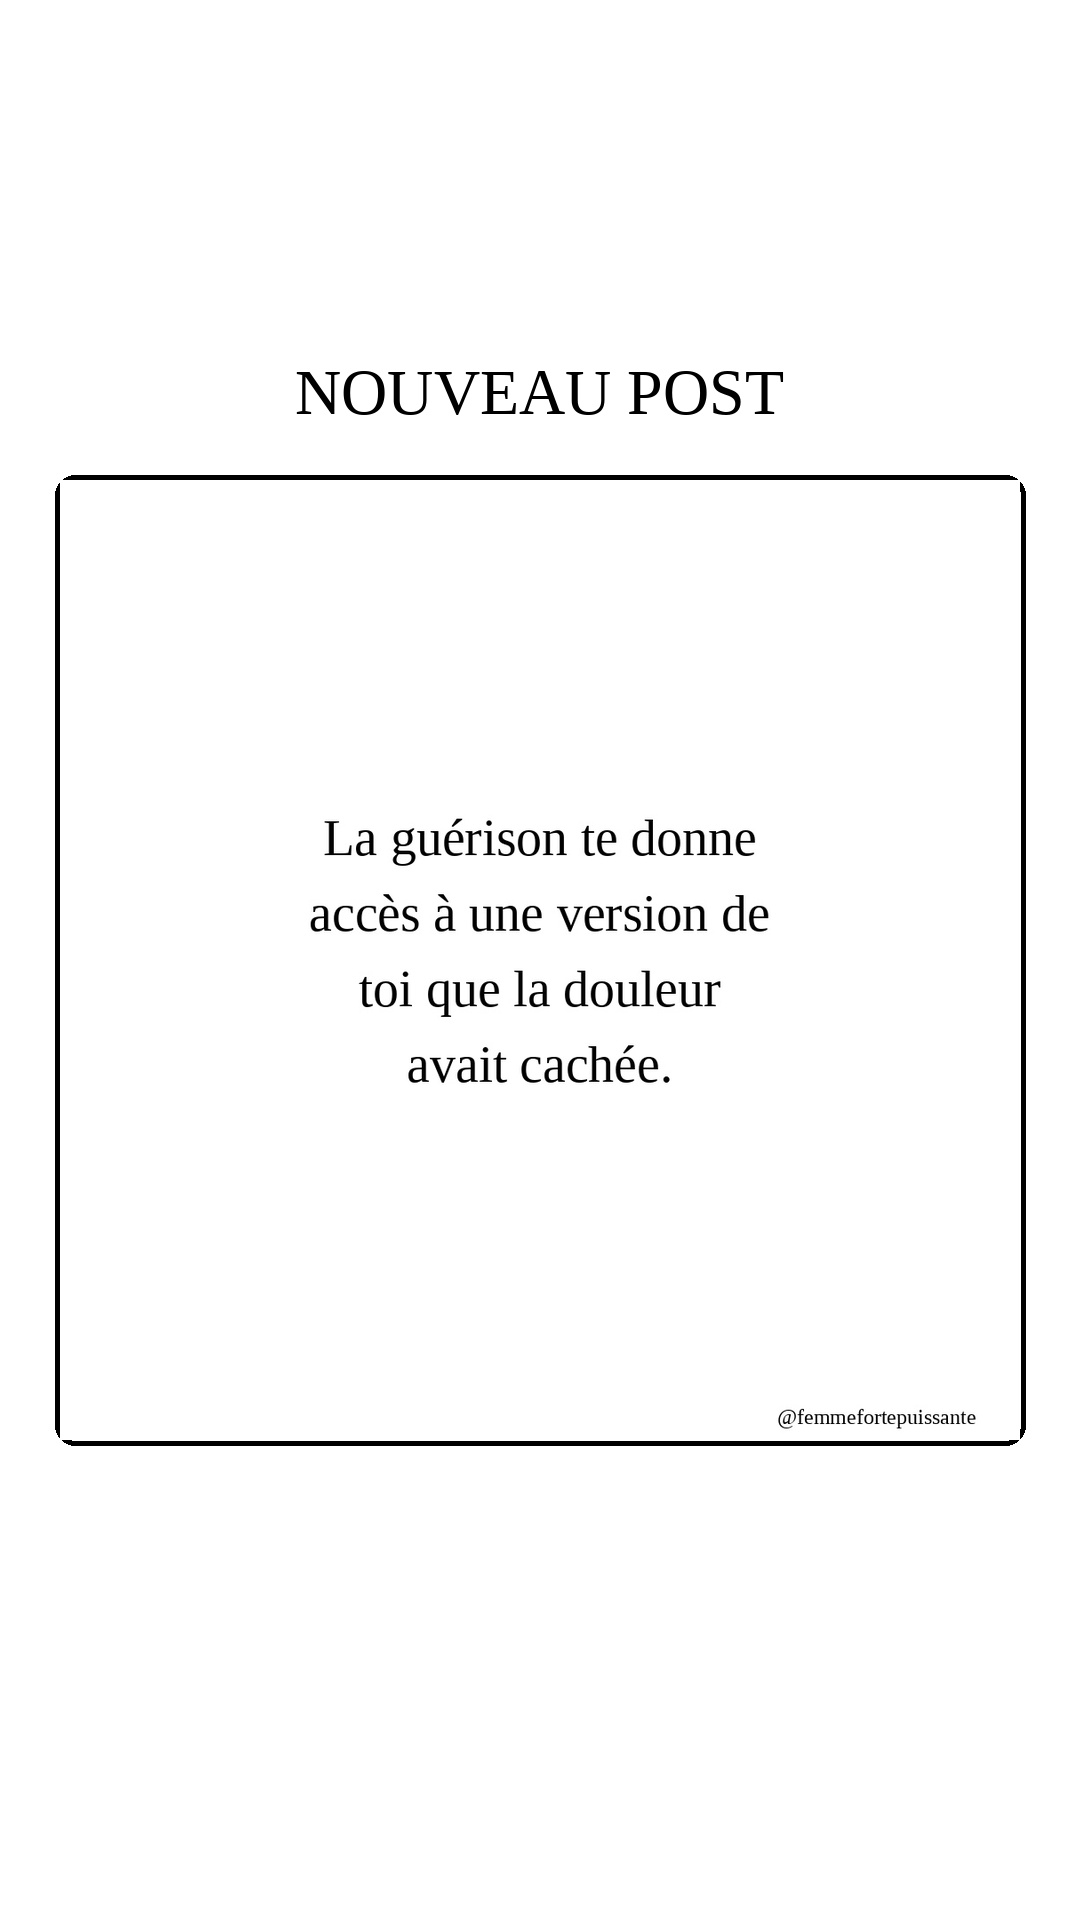 NOUVEAU POST
La guérison te donne
accès à une version de
toi que la douleur
avait cachée.
@femmefortepuissante